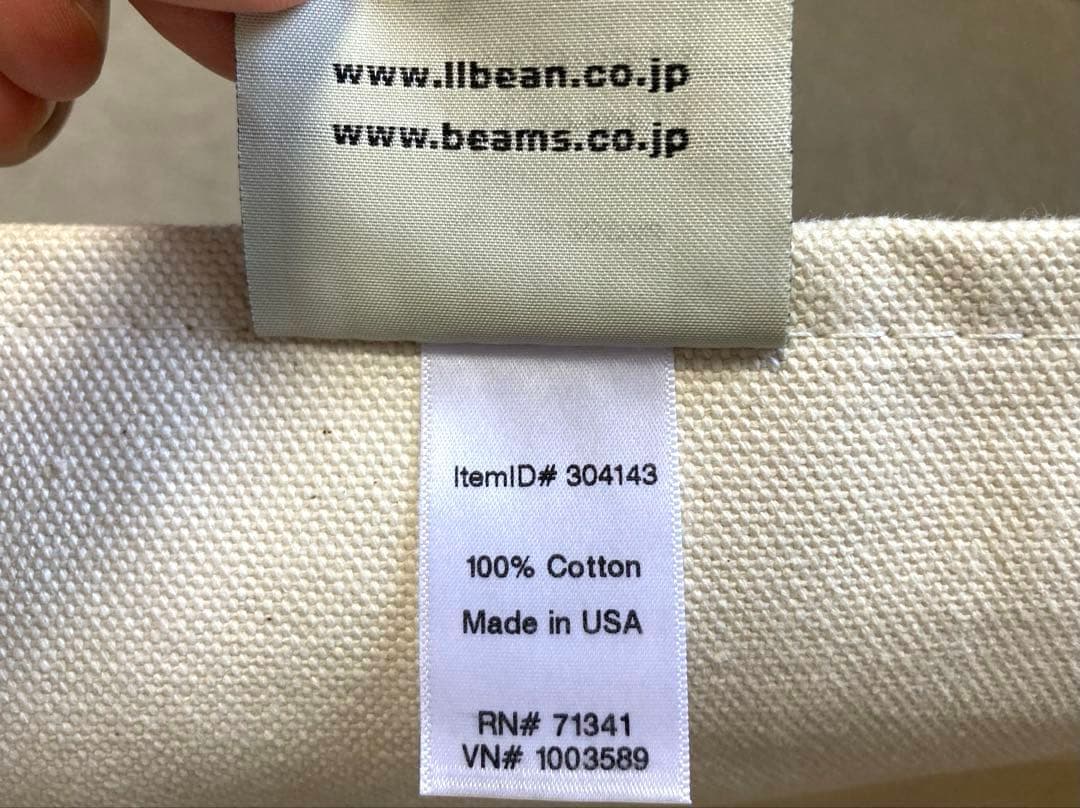 www.llbean.co.jp
www.beams.co.jp
ItemID# 304143
100% Cotton
Made in USA
RN# 71341
VN# 1003589